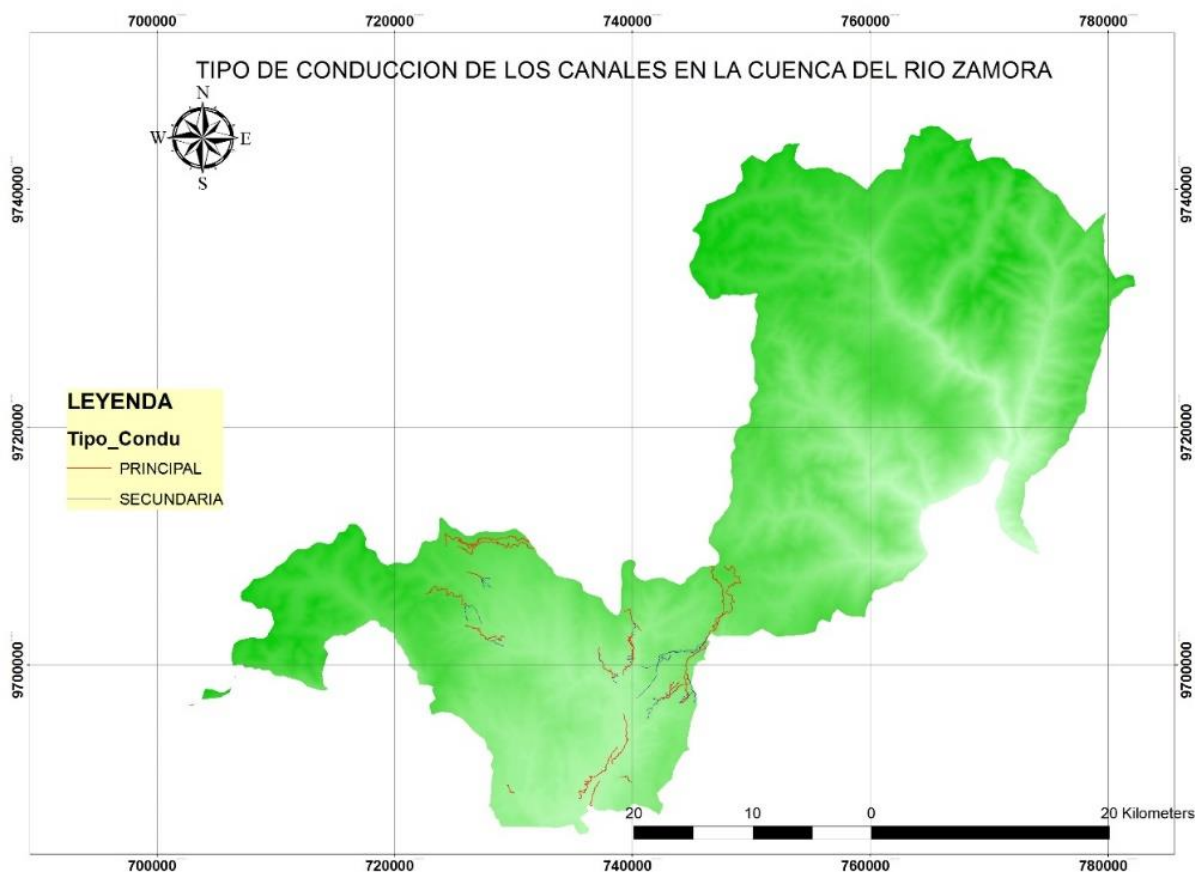 700000 720000 740000 760000 780000
TIPO DE CONDUCCION DE LOS CANALES EN LA CUENCA DEL RIO ZAMORA
N
W E
S
9740000 9740000
LEYENDA
Tipo_Condu
PRINCIPAL
SECUNDARIA
9720000 9720000
9700000 9700000
20 10 0 20 Kilometers
700000 720000 740000 760000 780000